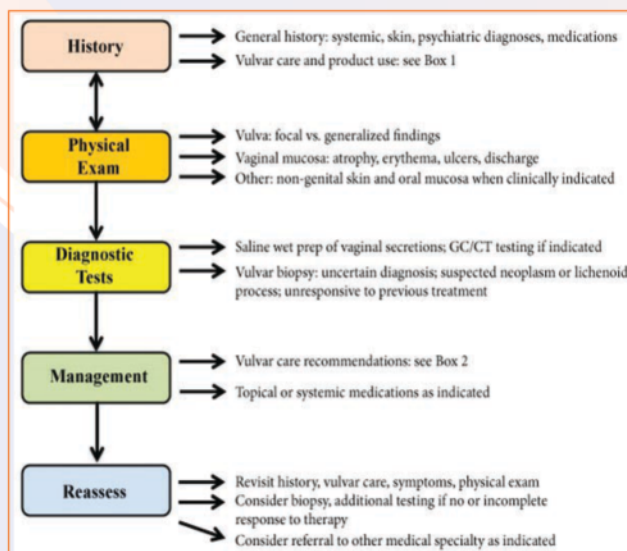 History
General history: systemic, skin, psychiatric diagnoses, medications
Vulvar care and product use: see Box 1
Physical
Exam
Vulva: focal vs. generalized findings
Vaginal mucosa: atrophy, erythema, ulcers, discharge
Other: non-genital skin and oral mucosa when clinically indicated
Diagnostic
Tests
Saline wet prep of vaginal secretions; GC/CT testing if indicated
Vulvar biopsy: uncertain diagnosis; suspected neoplasm or lichenoid
process; unresponsive to previous treatment
Management
Vulvar care recommendations: see Box 2
Topical or systemic medications as indicated
Reassess
Revisit history, vulvar care, symptoms, physical exam
Consider biopsy, additional testing if no or incomplete
response to therapy
Consider referral to other medical specialty as indicated